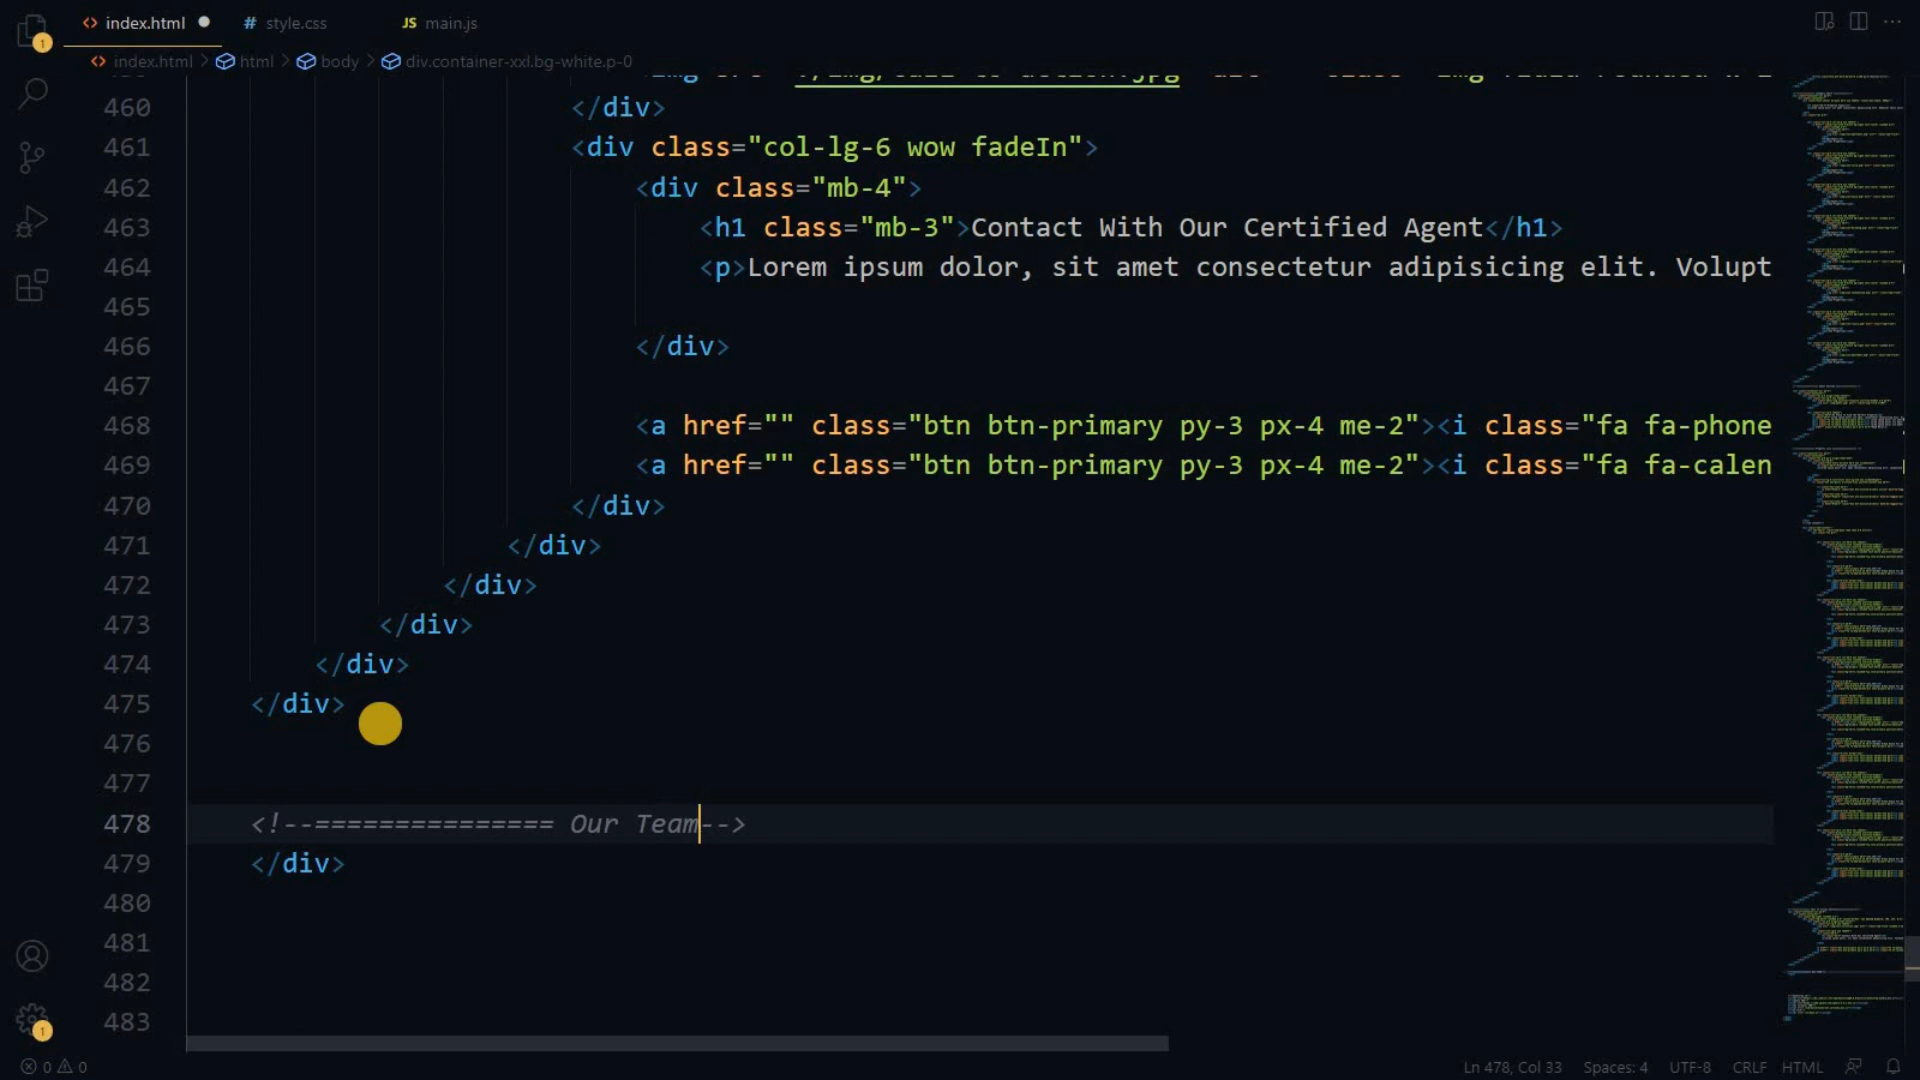 index.html
# style.css
JS main.js
index.html > html > body > div.container-xxl.bg-white.p-0
460 </div>
461 <div class="col-lg-6 wow fadeIn">
462 <div class="mb-4">
463 <h1 class="mb-3">Contact With Our Certified Agent</h1>
464 <p>Lorem ipsum dolor, sit amet consectetur adipisicing elit. Volupt
465
466 </div>
467
468 <a href="" class="btn btn-primary py-3 px-4 me-2"><i class="fa fa-phone
469 <a href="" class="btn btn-primary py-3 px-4 me-2"><i class="fa fa-calen
470 </div>
471 </div>
472 </div>
473 </div>
474 </div>
475 </div>
476
477
478 <!--=============== Our Team-->
479 </div>
480
481
482
483
1
1
0 0
Ln 478, Col 33 Spaces: 4 UTF-8 CRLF HTML